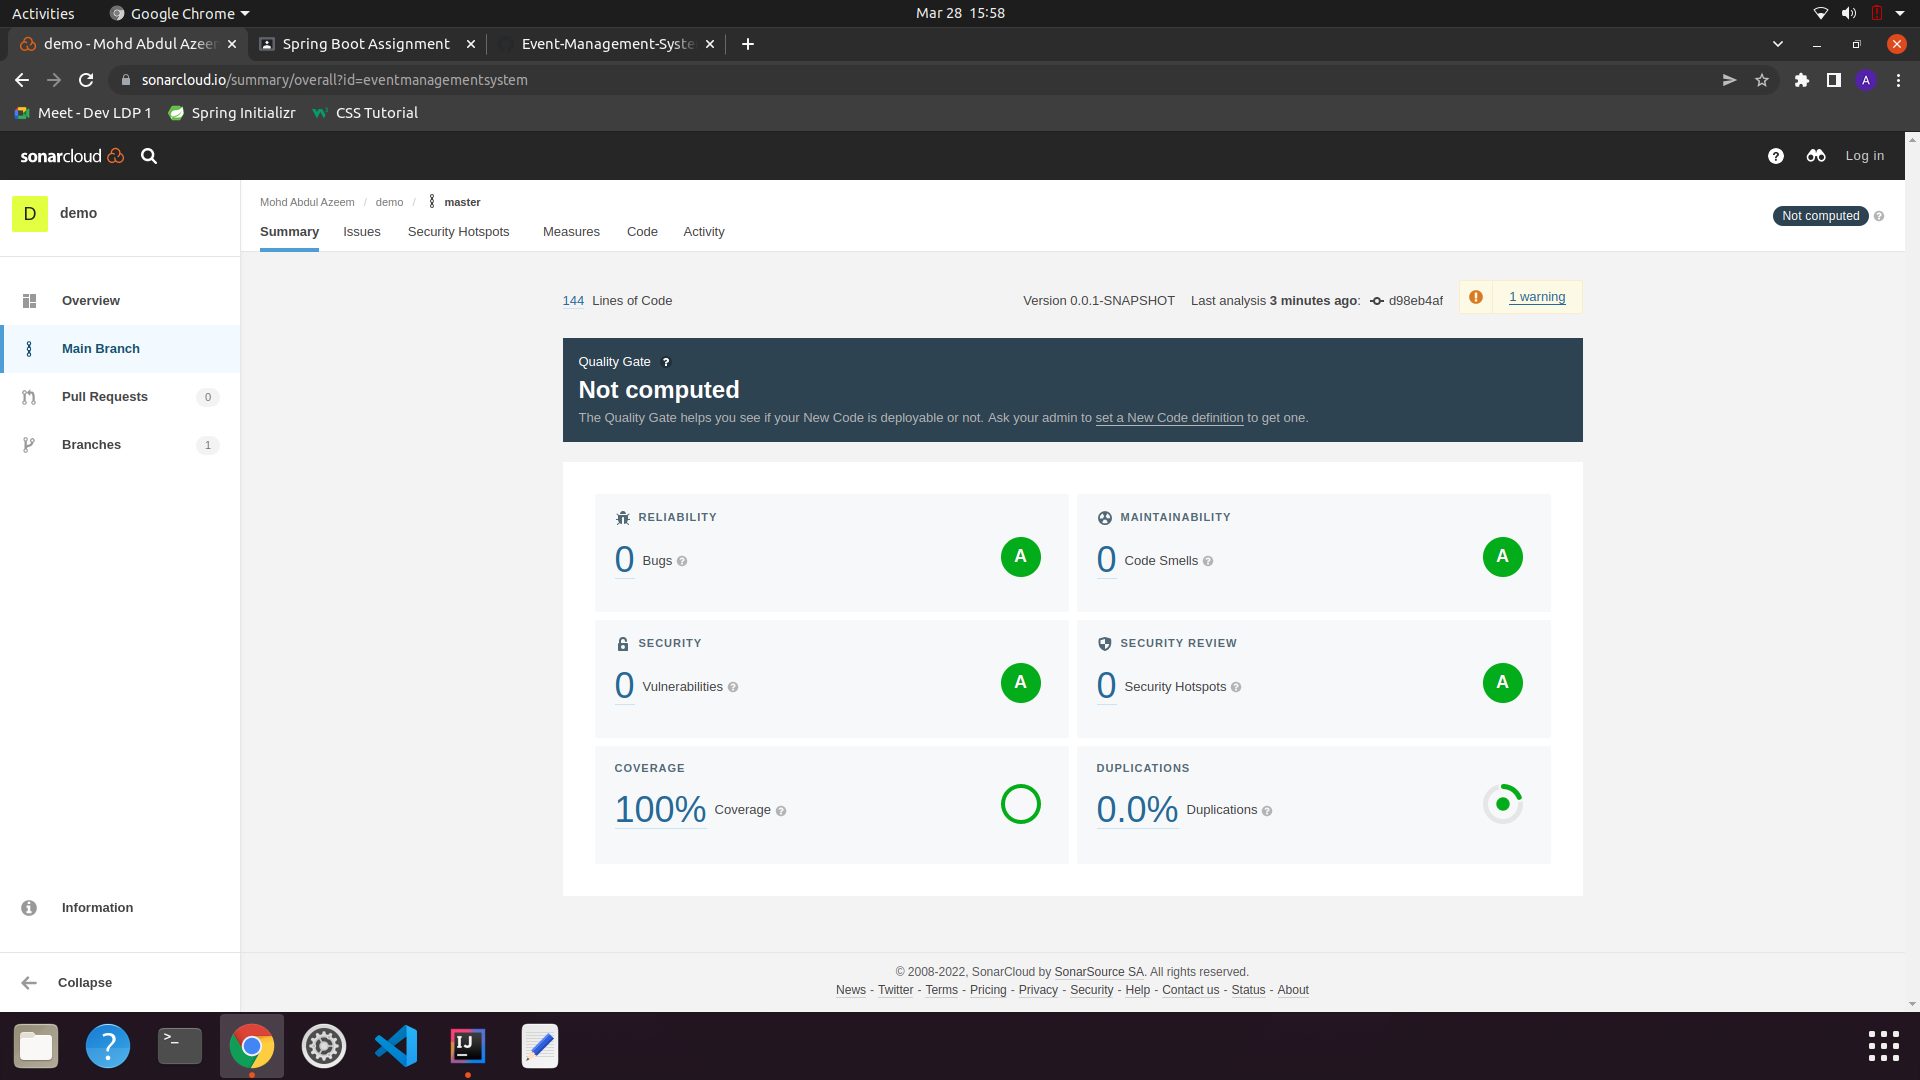 Activities
Google Chrome
Mar 28 15:58
demo - Mohd Abdul Azeem
Spring Boot Assignment
Event-Management-Syste
sonarcloud.io/summary/overall?id=eventmanagementsystem
A
Meet - Dev LDP 1
Spring Initializr
CSS Tutorial
sonarcloud
Log in
D
demo
Mohd Abdul Azeem / demo / master
Summary
Issues
Security Hotspots
Measures
Code
Activity
Not computed
Overview
Main Branch
Pull Requests 0
Branches 1
Information
Collapse
144 Lines of Code
Version 0.0.1-SNAPSHOT
Last analysis 3 minutes ago:
d98eb4af
1 warning
Quality Gate ?
Not computed
The Quality Gate helps you see if your New Code is deployable or not. Ask your admin to set a New Code definition to get one.
RELIABILITY
0 Bugs ?
A
MAINTAINABILITY
0 Code Smells ?
A
SECURITY
0 Vulnerabilities ?
A
SECURITY REVIEW
0 Security Hotspots ?
A
COVERAGE
100% Coverage ?
DUPLICATIONS
0.0% Duplications ?
© 2008-2022, SonarCloud by SonarSource SA. All rights reserved.
News - Twitter - Terms - Pricing - Privacy - Security - Help - Contact us - Status - About
?
>_
IJ